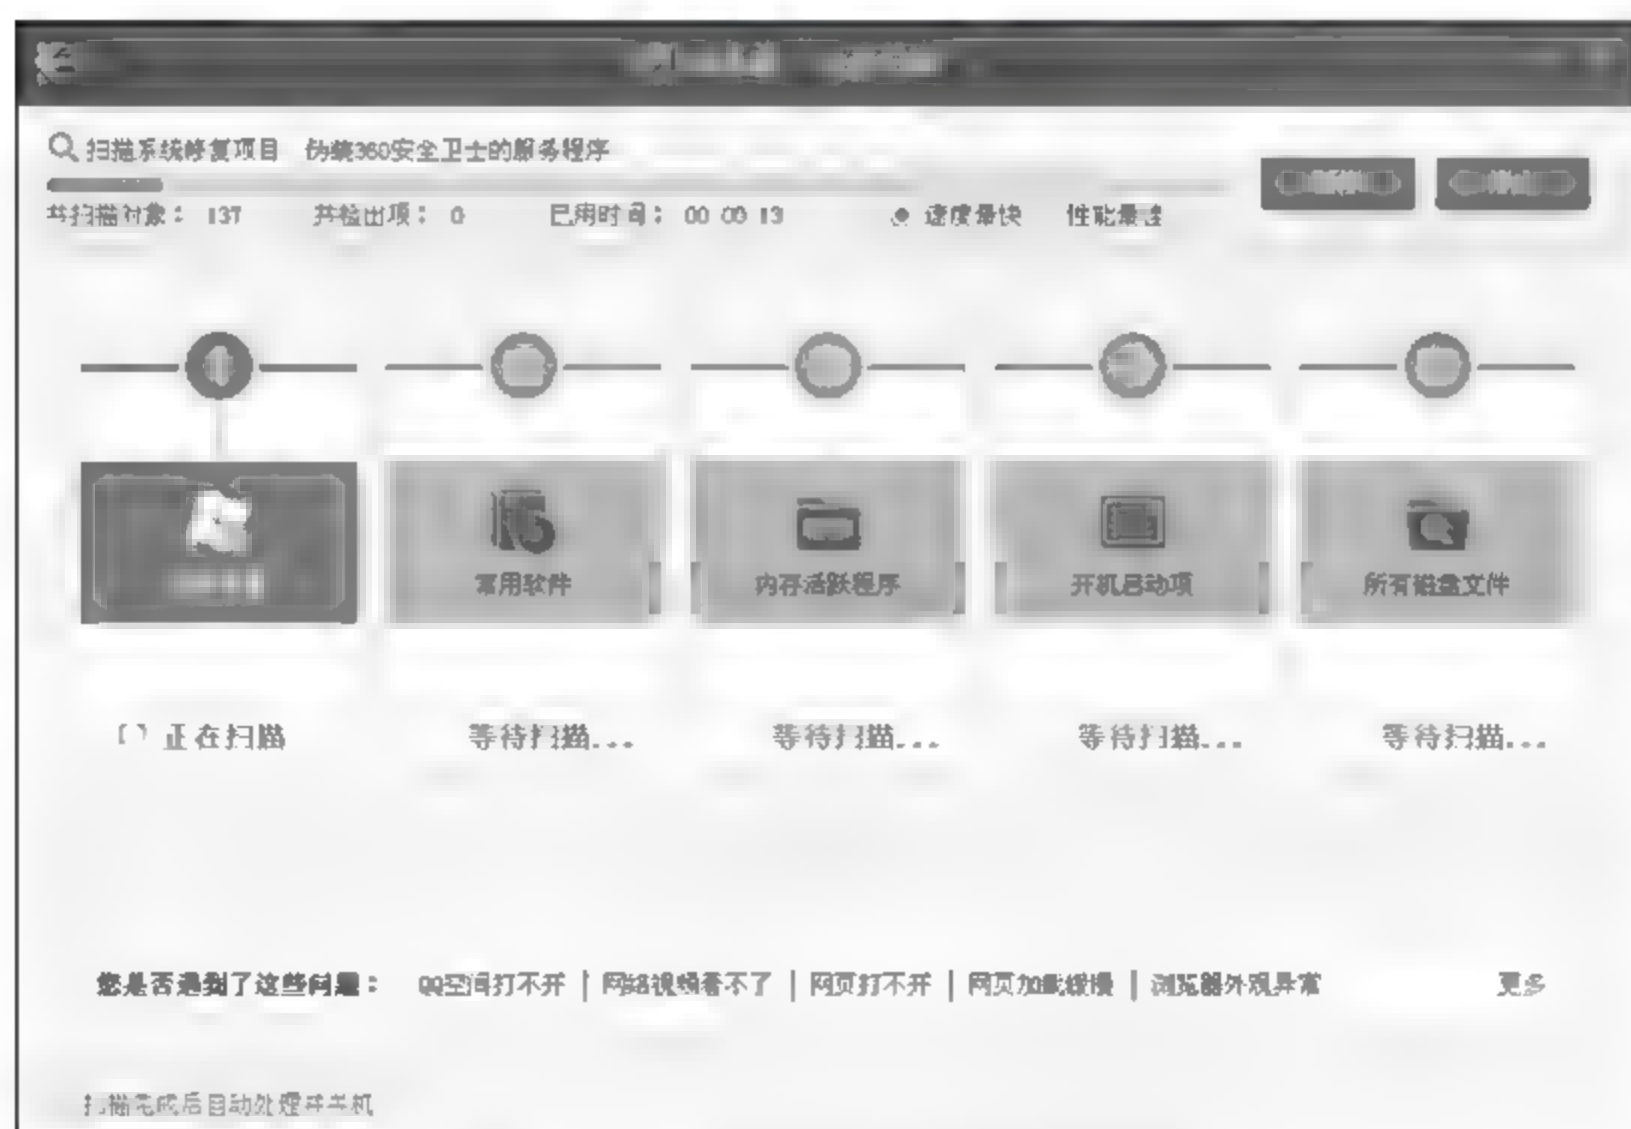 扫描系统修复项目 伪装360安全卫士的服务程序
共扫描对象： 137 共检出项： 0 已用时间： 00 00 13 速度最快 性能最佳
常用软件 内存活跃程序 开机启动项 所有磁盘文件
正在扫描 等待扫描... 等待扫描... 等待扫描... 等待扫描...
您是否遇到了这些问题： QQ空间打不开 | 网络视频看不了 | 网页打不开 | 网页加载缓慢 | 浏览器外观异常 更多
扫描完成后自动处理并关机